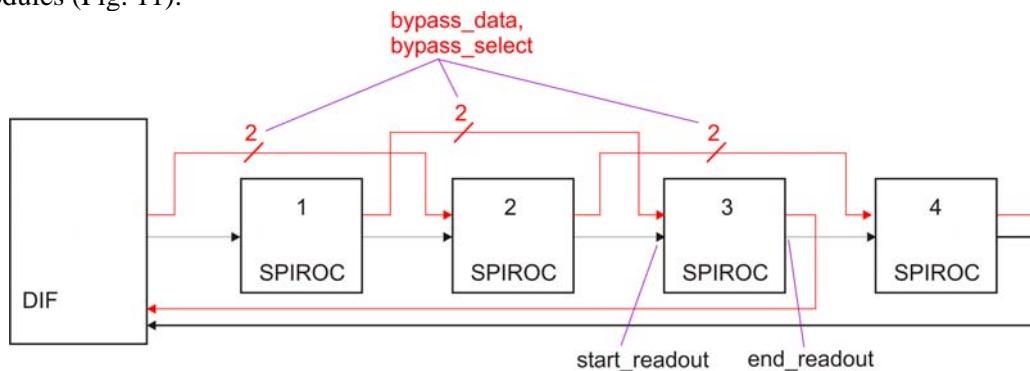 odules (Fig. 11).
bypass_data,
bypass_select
2
2
2
1
2
3
4
SPIROC
SPIROC
SPIROC
SPIROC
DIF
start_readout
end_readout